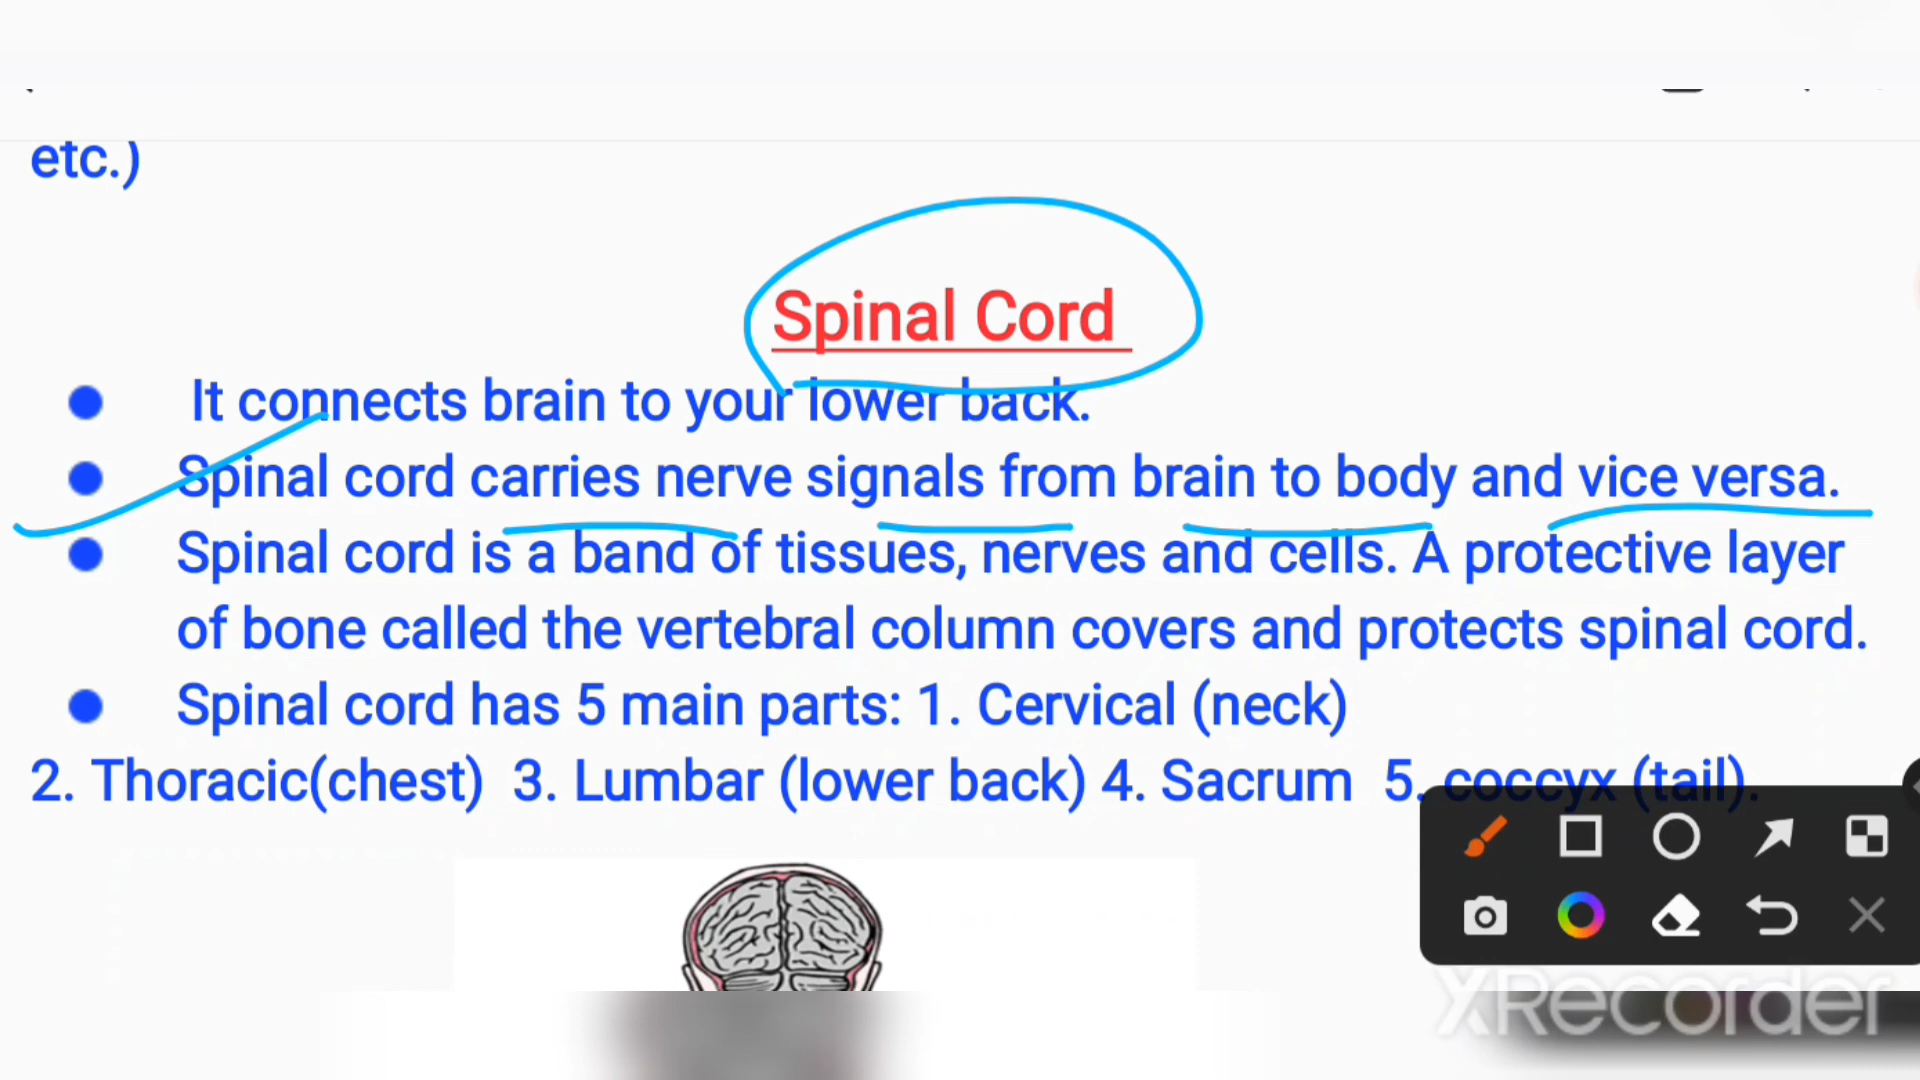 etc.)
Spinal Cord
It connects brain to your lower back.
Spinal cord carries nerve signals from brain to body and vice versa.
Spinal cord is a band of tissues, nerves and cells. A protective layer
of bone called the vertebral column covers and protects spinal cord.
Spinal cord has 5 main parts: 1. Cervical (neck)
2. Thoracic(chest) 3. Lumbar (lower back) 4. Sacrum 5. coccyx (tail).
XRecorder